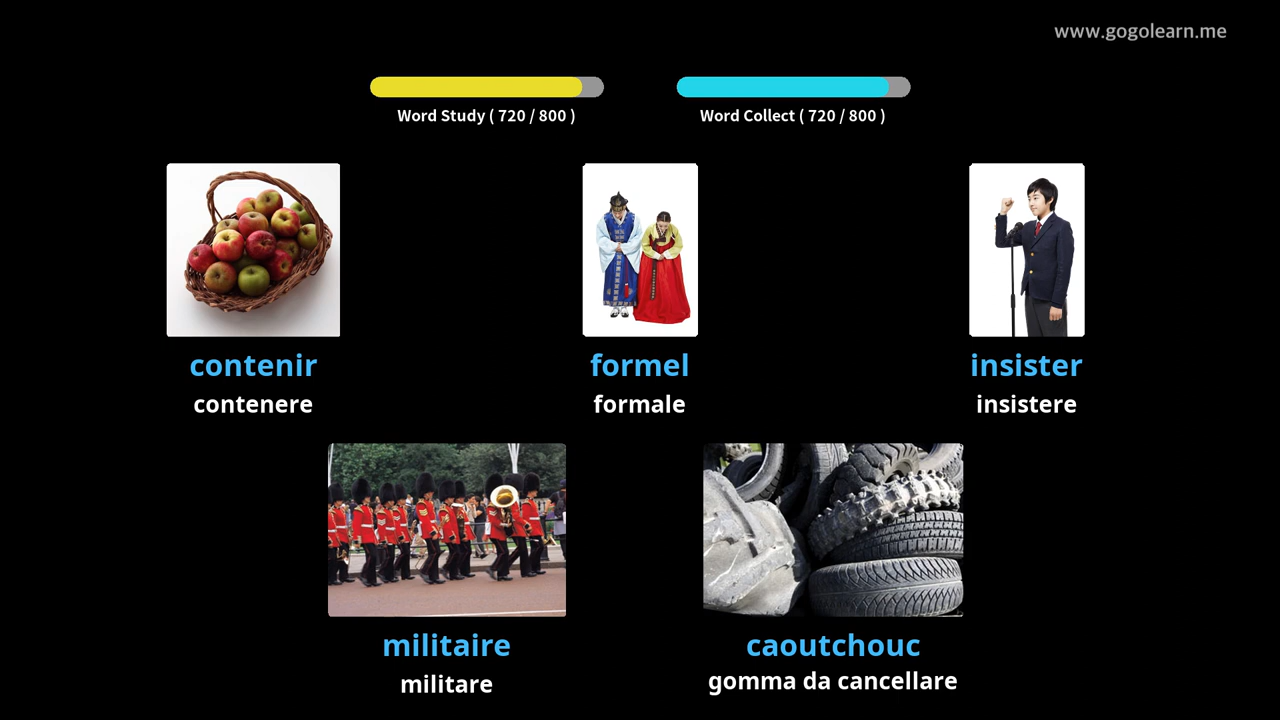 www.gogolearn.me
Word Study ( 720 / 800 )
Word Collect ( 720 / 800 )
contenir
contenere
formel
formale
insister
insistere
militaire
militare
caoutchouc
gomma da cancellare